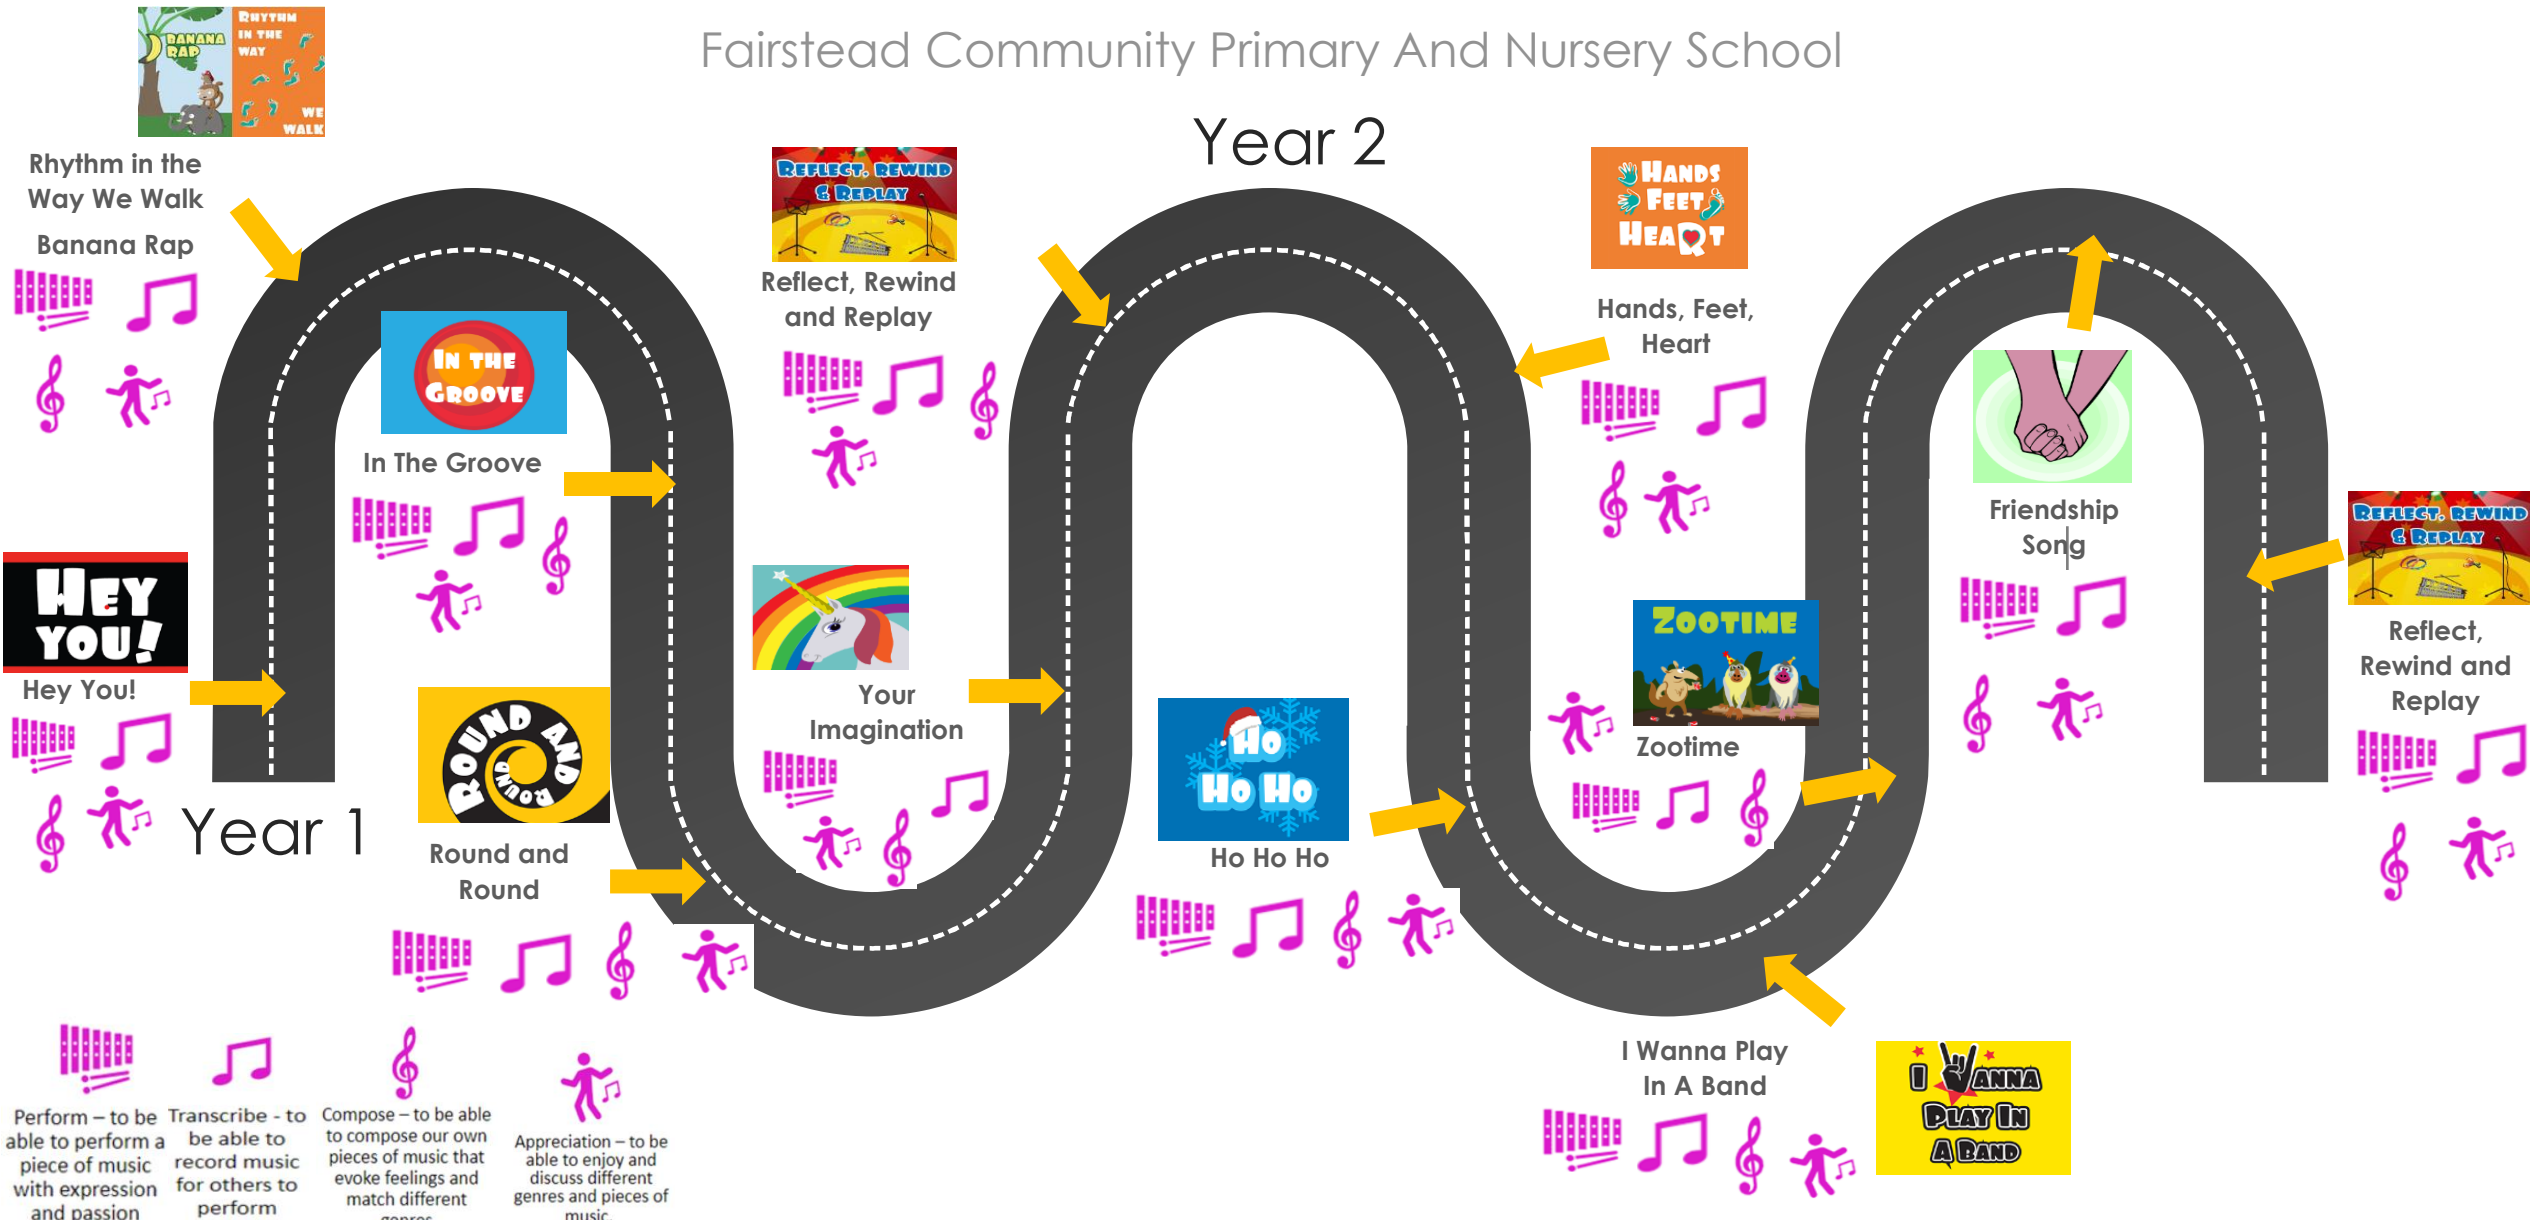 Fairstead Community Primary And Nursery School
Year 2
BANANA
RAP
RHYTHM
IN THE
WAY
WE
WALK
Rhythm in the
Way We Walk
Banana Rap
HEY
YOU!
Hey You!
Year 1
IN THE
GROOVE
In The Groove
ROUND AND
ROUND
Round and
Round
REFLECT, REWIND
& REPLAY
Reflect, Rewind
and Replay
Your
Imagination
HO
HO HO
Ho Ho Ho
HANDS
FEET
HEART
Hands, Feet,
Heart
ZOOTIME
Zootime
I Wanna Play
In A Band
I WANNA
PLAY IN
A BAND
Friendship
Song
REFLECT, REWIND
& REPLAY
Reflect,
Rewind and
Replay
Perform – to be
able to perform a
piece of music
with expression
and passion
Transcribe - to
be able to
record music
for others to
perform
Compose – to be able
to compose our own
pieces of music that
evoke feelings and
match different
genres
Appreciation – to be
able to enjoy and
discuss different
genres and pieces of
music.